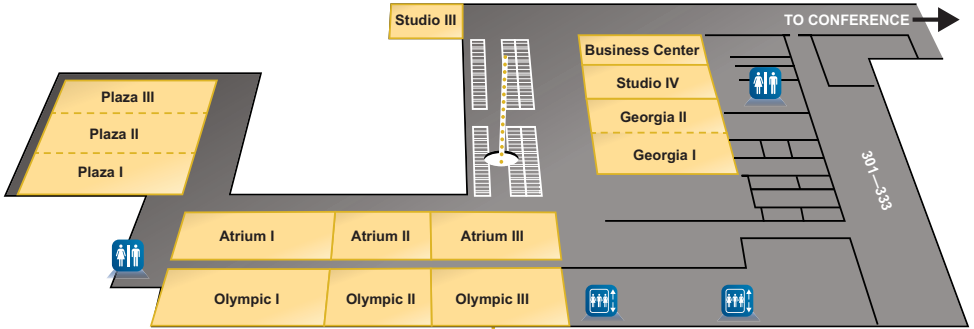 Studio III
TO CONFERENCE
Business Center
Studio IV
Georgia II
Georgia I
Plaza III
Plaza II
Plaza I
301—333
Atrium I
Atrium II
Atrium III
Olympic I
Olympic II
Olympic III